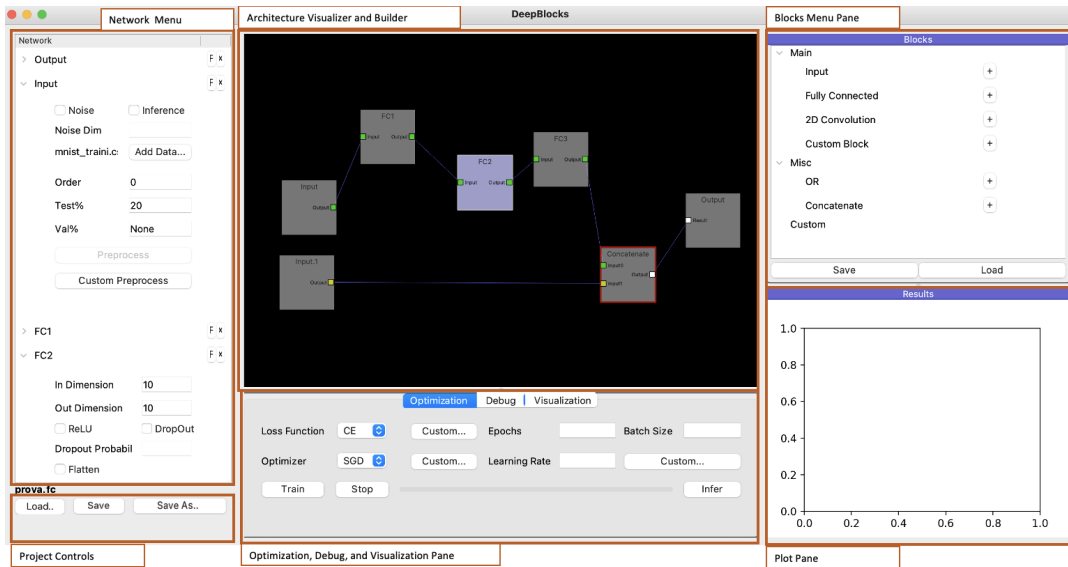 Network Menu
Architecture Visualizer and Builder
DeepBlocks
Blocks Menu Pane
Network
Output F x
Input F x
Noise Inference
Noise Dim
mnist_traini.c: Add Data...
Order 0
Test% 20
Val% None
Preprocess
Custom Preprocess
FC1 F x
FC2 F x
In Dimension 10
Out Dimension 10
ReLU DropOut
Dropout Probabil
Flatten
prova.fc
Load.. Save Save As..
Project Controls
FC1
Input Output
FC2
Input Output
FC3
Input Output
Input
Output
Output
Result
Input.1
Output
Concatenate
Input0
Output
Input1
Optimization Debug Visualization
Loss Function CE Custom... Epochs Batch Size
Optimizer SGD Custom... Learning Rate Custom...
Train Stop Infer
Optimization, Debug, and Visualization Pane
Blocks
Main
Input +
Fully Connected +
2D Convolution +
Custom Block +
Misc
OR +
Concatenate +
Custom
Save Load
Results
1.0
0.8
0.6
0.4
0.2
0.0
0.0 0.2 0.4 0.6 0.8 1.0
Plot Pane